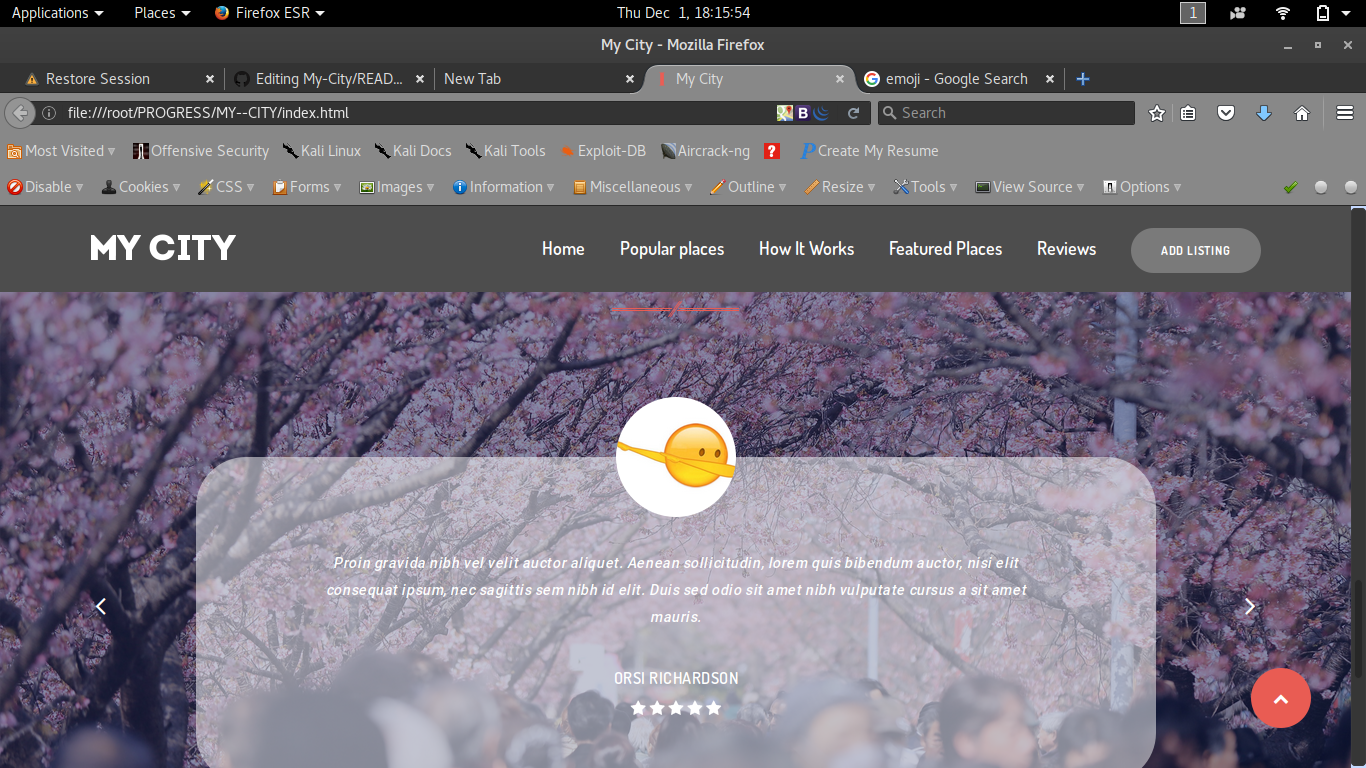 Applications Places Firefox ESR Thu Dec 1, 18:15:54 1
My City - Mozilla Firefox
Restore Session Editing My-City/READ... New Tab My City emoji - Google Search
file:///root/PROGRESS/MY--CITY/index.html B Search
Most Visited Offensive Security Kali Linux Kali Docs Kali Tools Exploit-DB Aircrack-ng ? P Create My Resume
Disable Cookies CSS Forms Images Information Miscellaneous Outline Resize Tools View Source Options
MY CITY Home Popular places How It Works Featured Places Reviews ADD LISTING
Proin gravida nibh vel velit auctor aliquet. Aenean sollicitudin, lorem quis bibendum auctor, nisi elit
consequat ipsum, nec sagittis sem nibh id elit. Duis sed odio sit amet nibh vulputate cursus a sit amet
mauris.
ORSI RICHARDSON